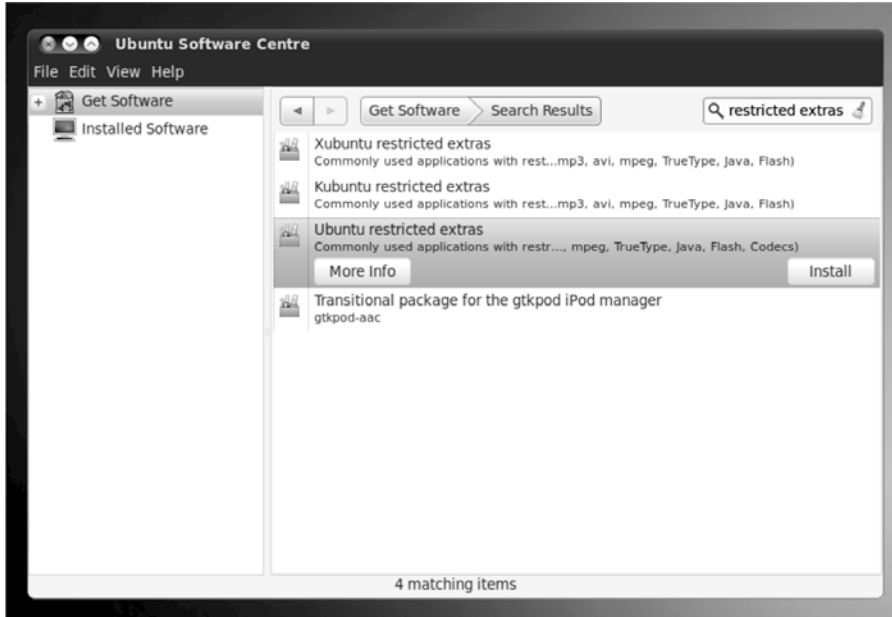 Ubuntu Software Centre
File Edit View Help
+ Get Software
Installed Software
Get Software Search Results
restricted extras
Xubuntu restricted extras
Commonly used applications with rest...mp3, avi, mpeg, TrueType, Java, Flash)
Kubuntu restricted extras
Commonly used applications with rest...mp3, avi, mpeg, TrueType, Java, Flash)
Ubuntu restricted extras
Commonly used applications with restr..., mpeg, TrueType, Java, Flash, Codecs)
More Info Install
Transitional package for the gtkpod iPod manager
gtkpod-aac
4 matching items